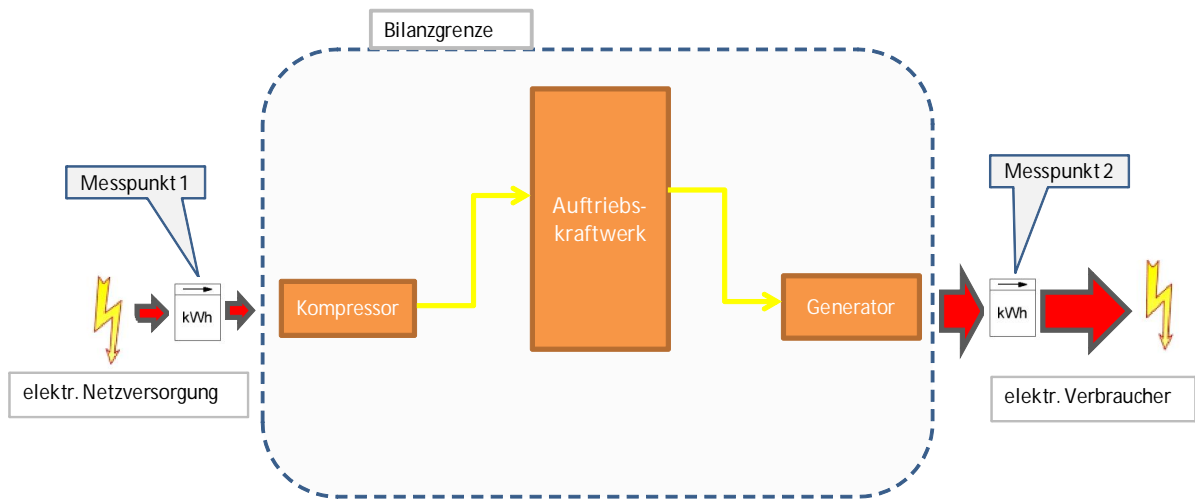 Bilanzgrenze
Messpunkt 1
Messpunkt 2
Auftriebs-
kraftwerk
Kompressor
Generator
kWh
kWh
elektr. Netzversorgung
elektr. Verbraucher